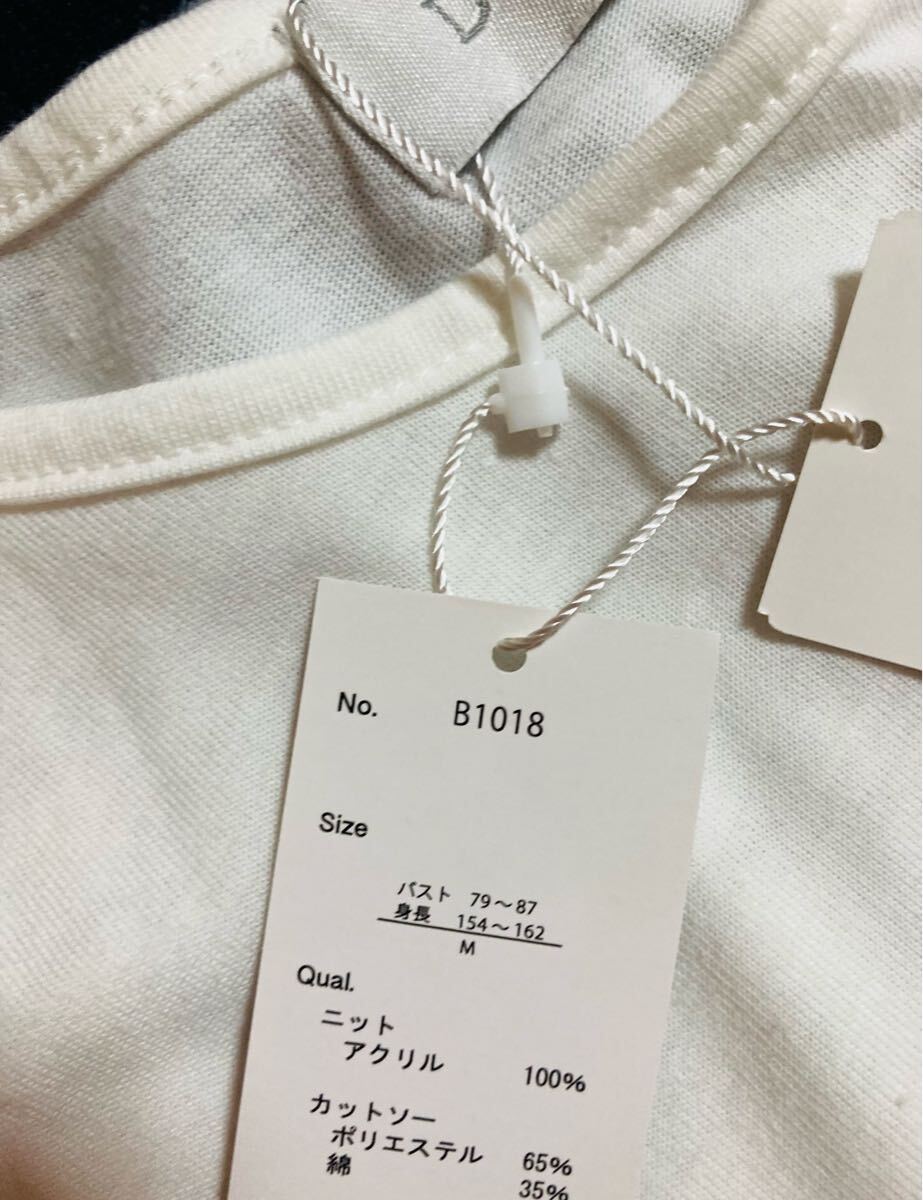 D
No. B1018
Size
バスト 79～87
身長 154～162
M
Qual.
ニット
アクリル 100%
カットソー
ポリエステル 65%
綿 35%